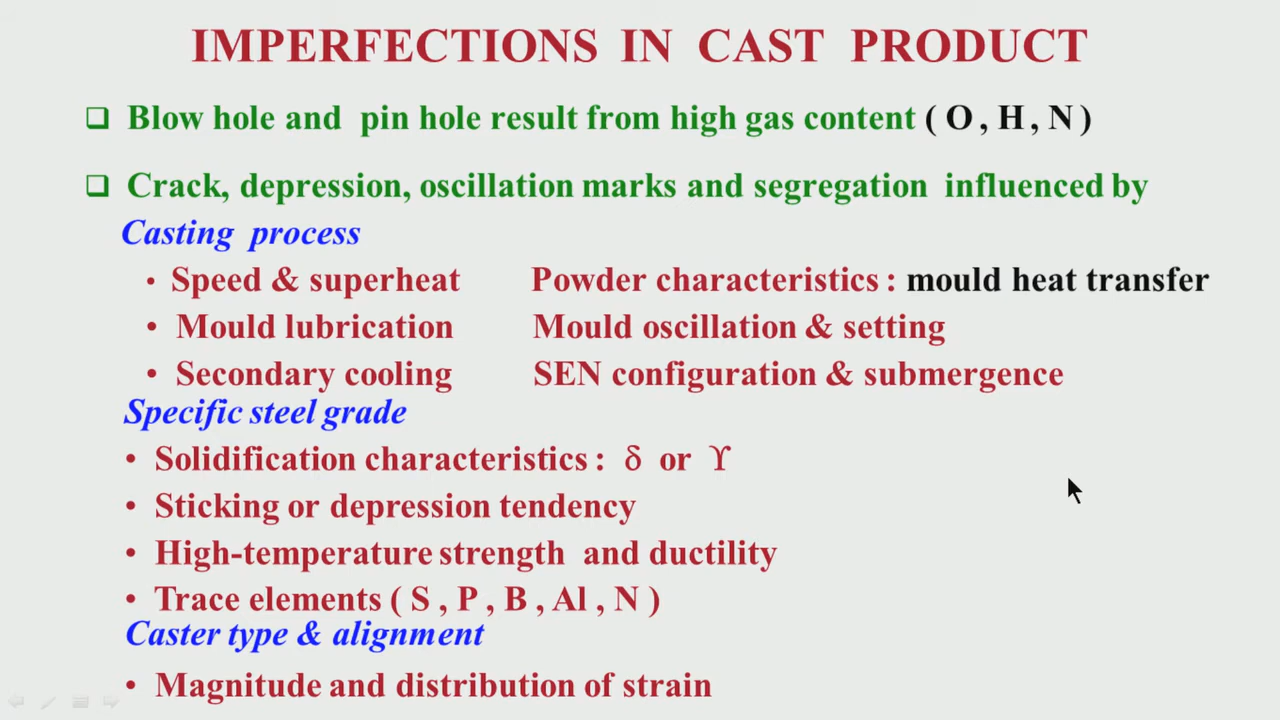 IMPERFECTIONS IN CAST PRODUCT
❑ Blow hole and pin hole result from high gas content ( O , H , N )
❑ Crack, depression, oscillation marks and segregation influenced by
Casting process
• Speed & superheat Powder characteristics : mould heat transfer
• Mould lubrication Mould oscillation & setting
• Secondary cooling SEN configuration & submergence
Specific steel grade
• Solidification characteristics : δ or ϒ
• Sticking or depression tendency
• High-temperature strength and ductility
• Trace elements ( S , P , B , Al , N )
Caster type & alignment
• Magnitude and distribution of strain